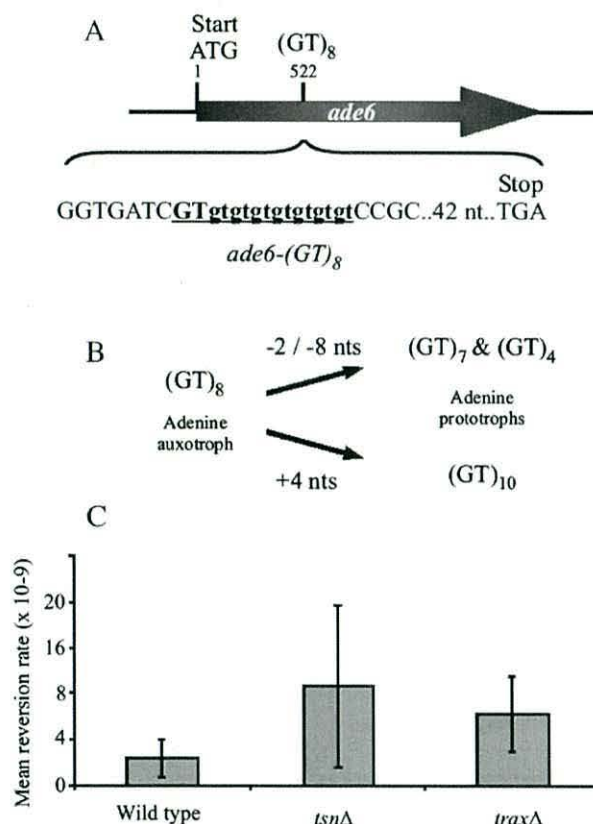 A
Start
ATG
(GT)8
1
522
ade6
Stop
GGTGATCGTgtgtgtgtgtgtgtCCGC..42 nt..TGA
ade6-(GT)8
B
-2 / -8 nts
(GT)7 & (GT)4
(GT)8
Adenine
auxotroph
Adenine
prototrophs
+4 nts
(GT)10
C
Mean reversion rate (x 10-9)
20
16
8
4
0
Wild type
tsnΔ
traxΔ